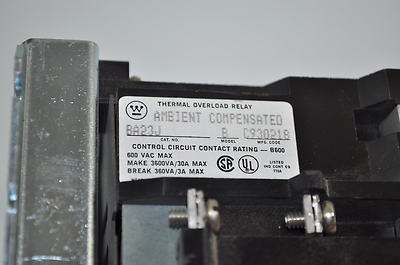 THERMAL OVERLOAD RELAY
AMBIENT COMPENSATED
BA23J B C930218
CAT. NO. MODEL MFG. CODE
CONTROL CIRCUIT CONTACT RATING — B600
600 VAC MAX
MAKE 3600VA/30A MAX
BREAK 360VA/3A MAX
LISTED
IND CONT EQ